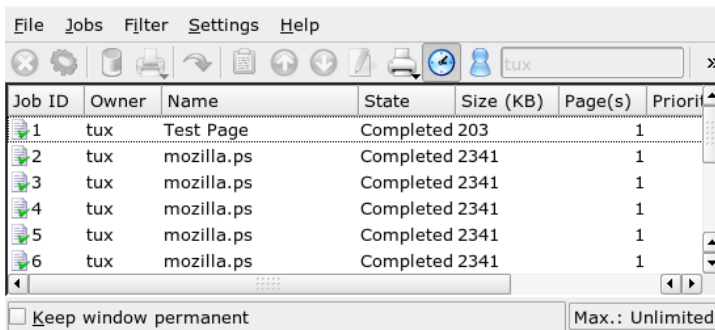 File Jobs Filter Settings Help
tux »
Job ID Owner Name State Size (KB) Page(s) Priorit
1 tux Test Page Completed 203 1
2 tux mozilla.ps Completed 2341 1
3 tux mozilla.ps Completed 2341 1
4 tux mozilla.ps Completed 2341 1
5 tux mozilla.ps Completed 2341 1
6 tux mozilla.ps Completed 2341 1
Keep window permanent Max.: Unlimited